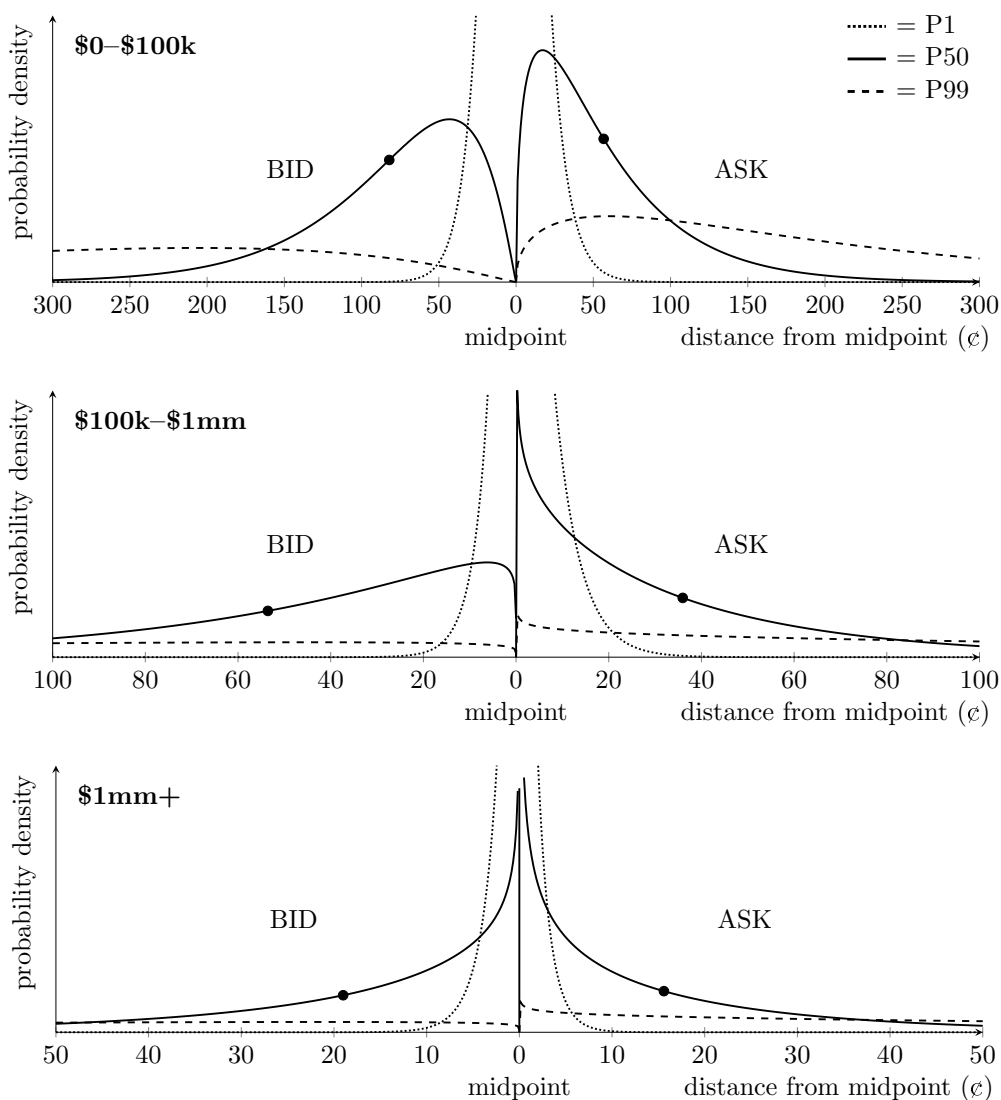 $0–$100k
= P1
= P50
= P99
probability density
BID
ASK
300 250 200 150 100 50 0 50 100 150 200 250 300
midpoint
distance from midpoint (¢)
$100k–$1mm
probability density
BID
ASK
100 80 60 40 20 0 20 40 60 80 100
midpoint
distance from midpoint (¢)
$1mm+
probability density
BID
ASK
50 40 30 20 10 0 10 20 30 40 50
midpoint
distance from midpoint (¢)